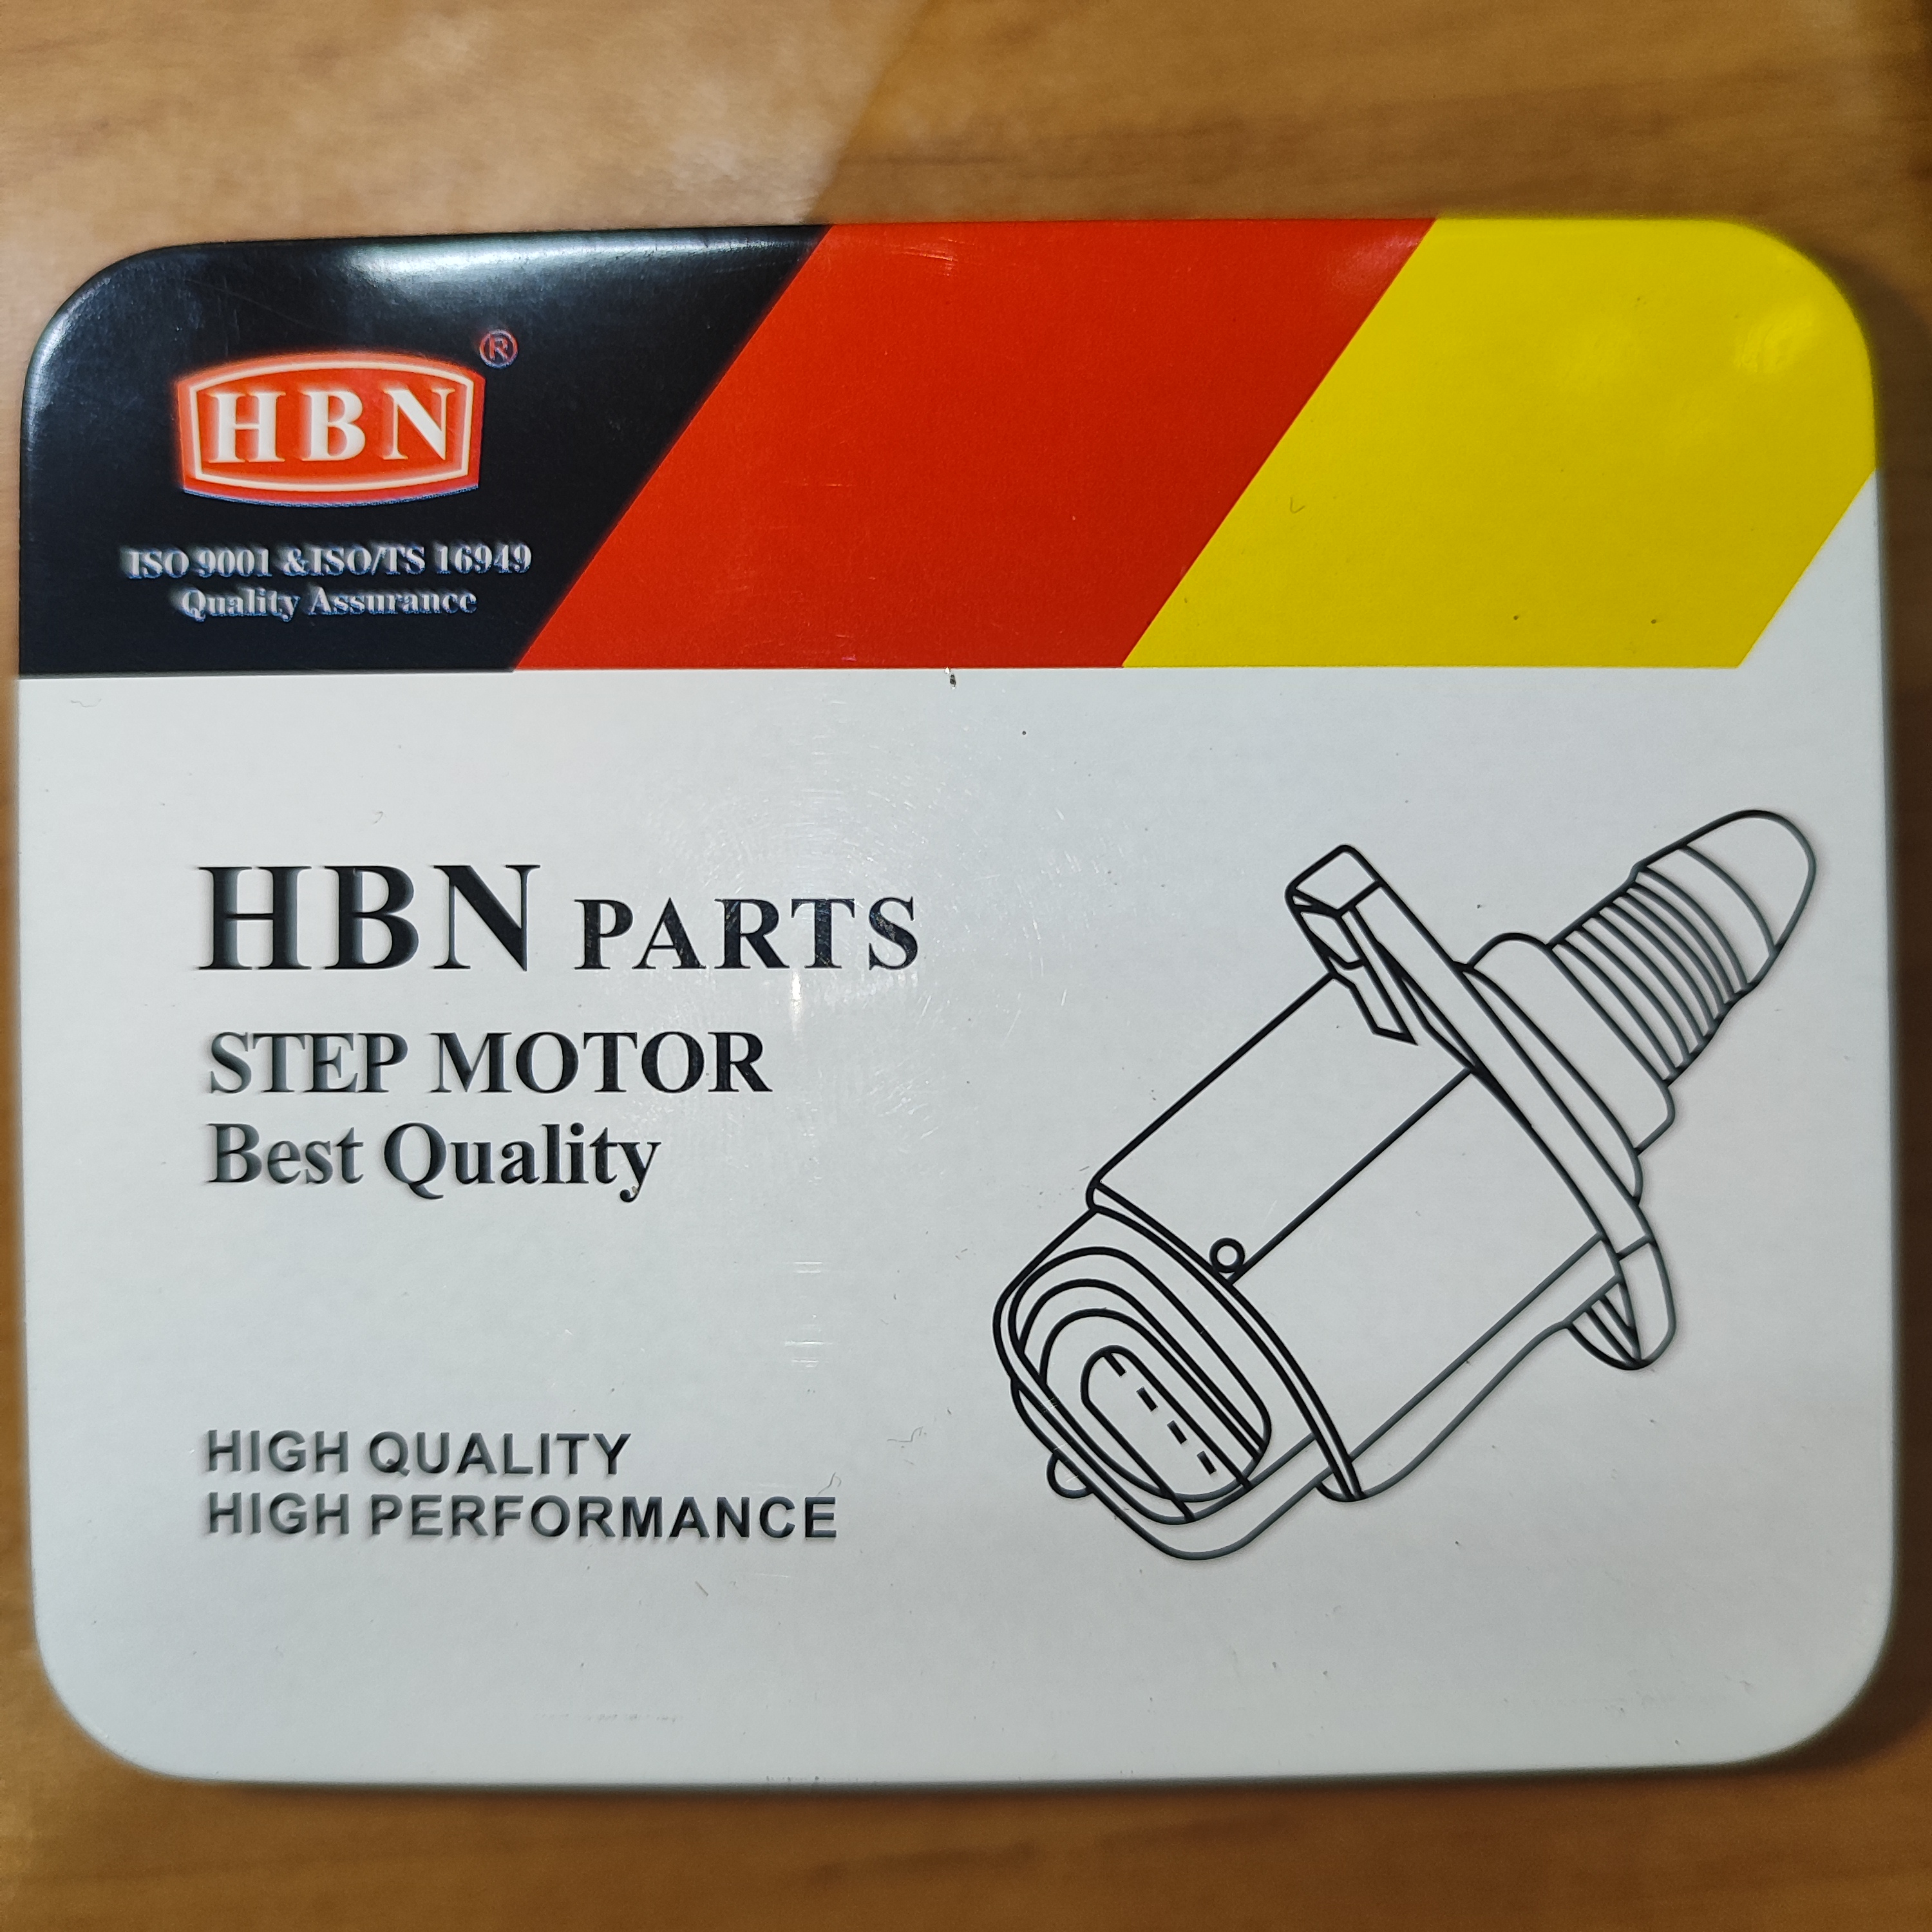 HBN ®
ISO 9001 &ISO/TS 16949
Quality Assurance
HBN PARTS
STEP MOTOR
Best Quality
HIGH QUALITY
HIGH PERFORMANCE